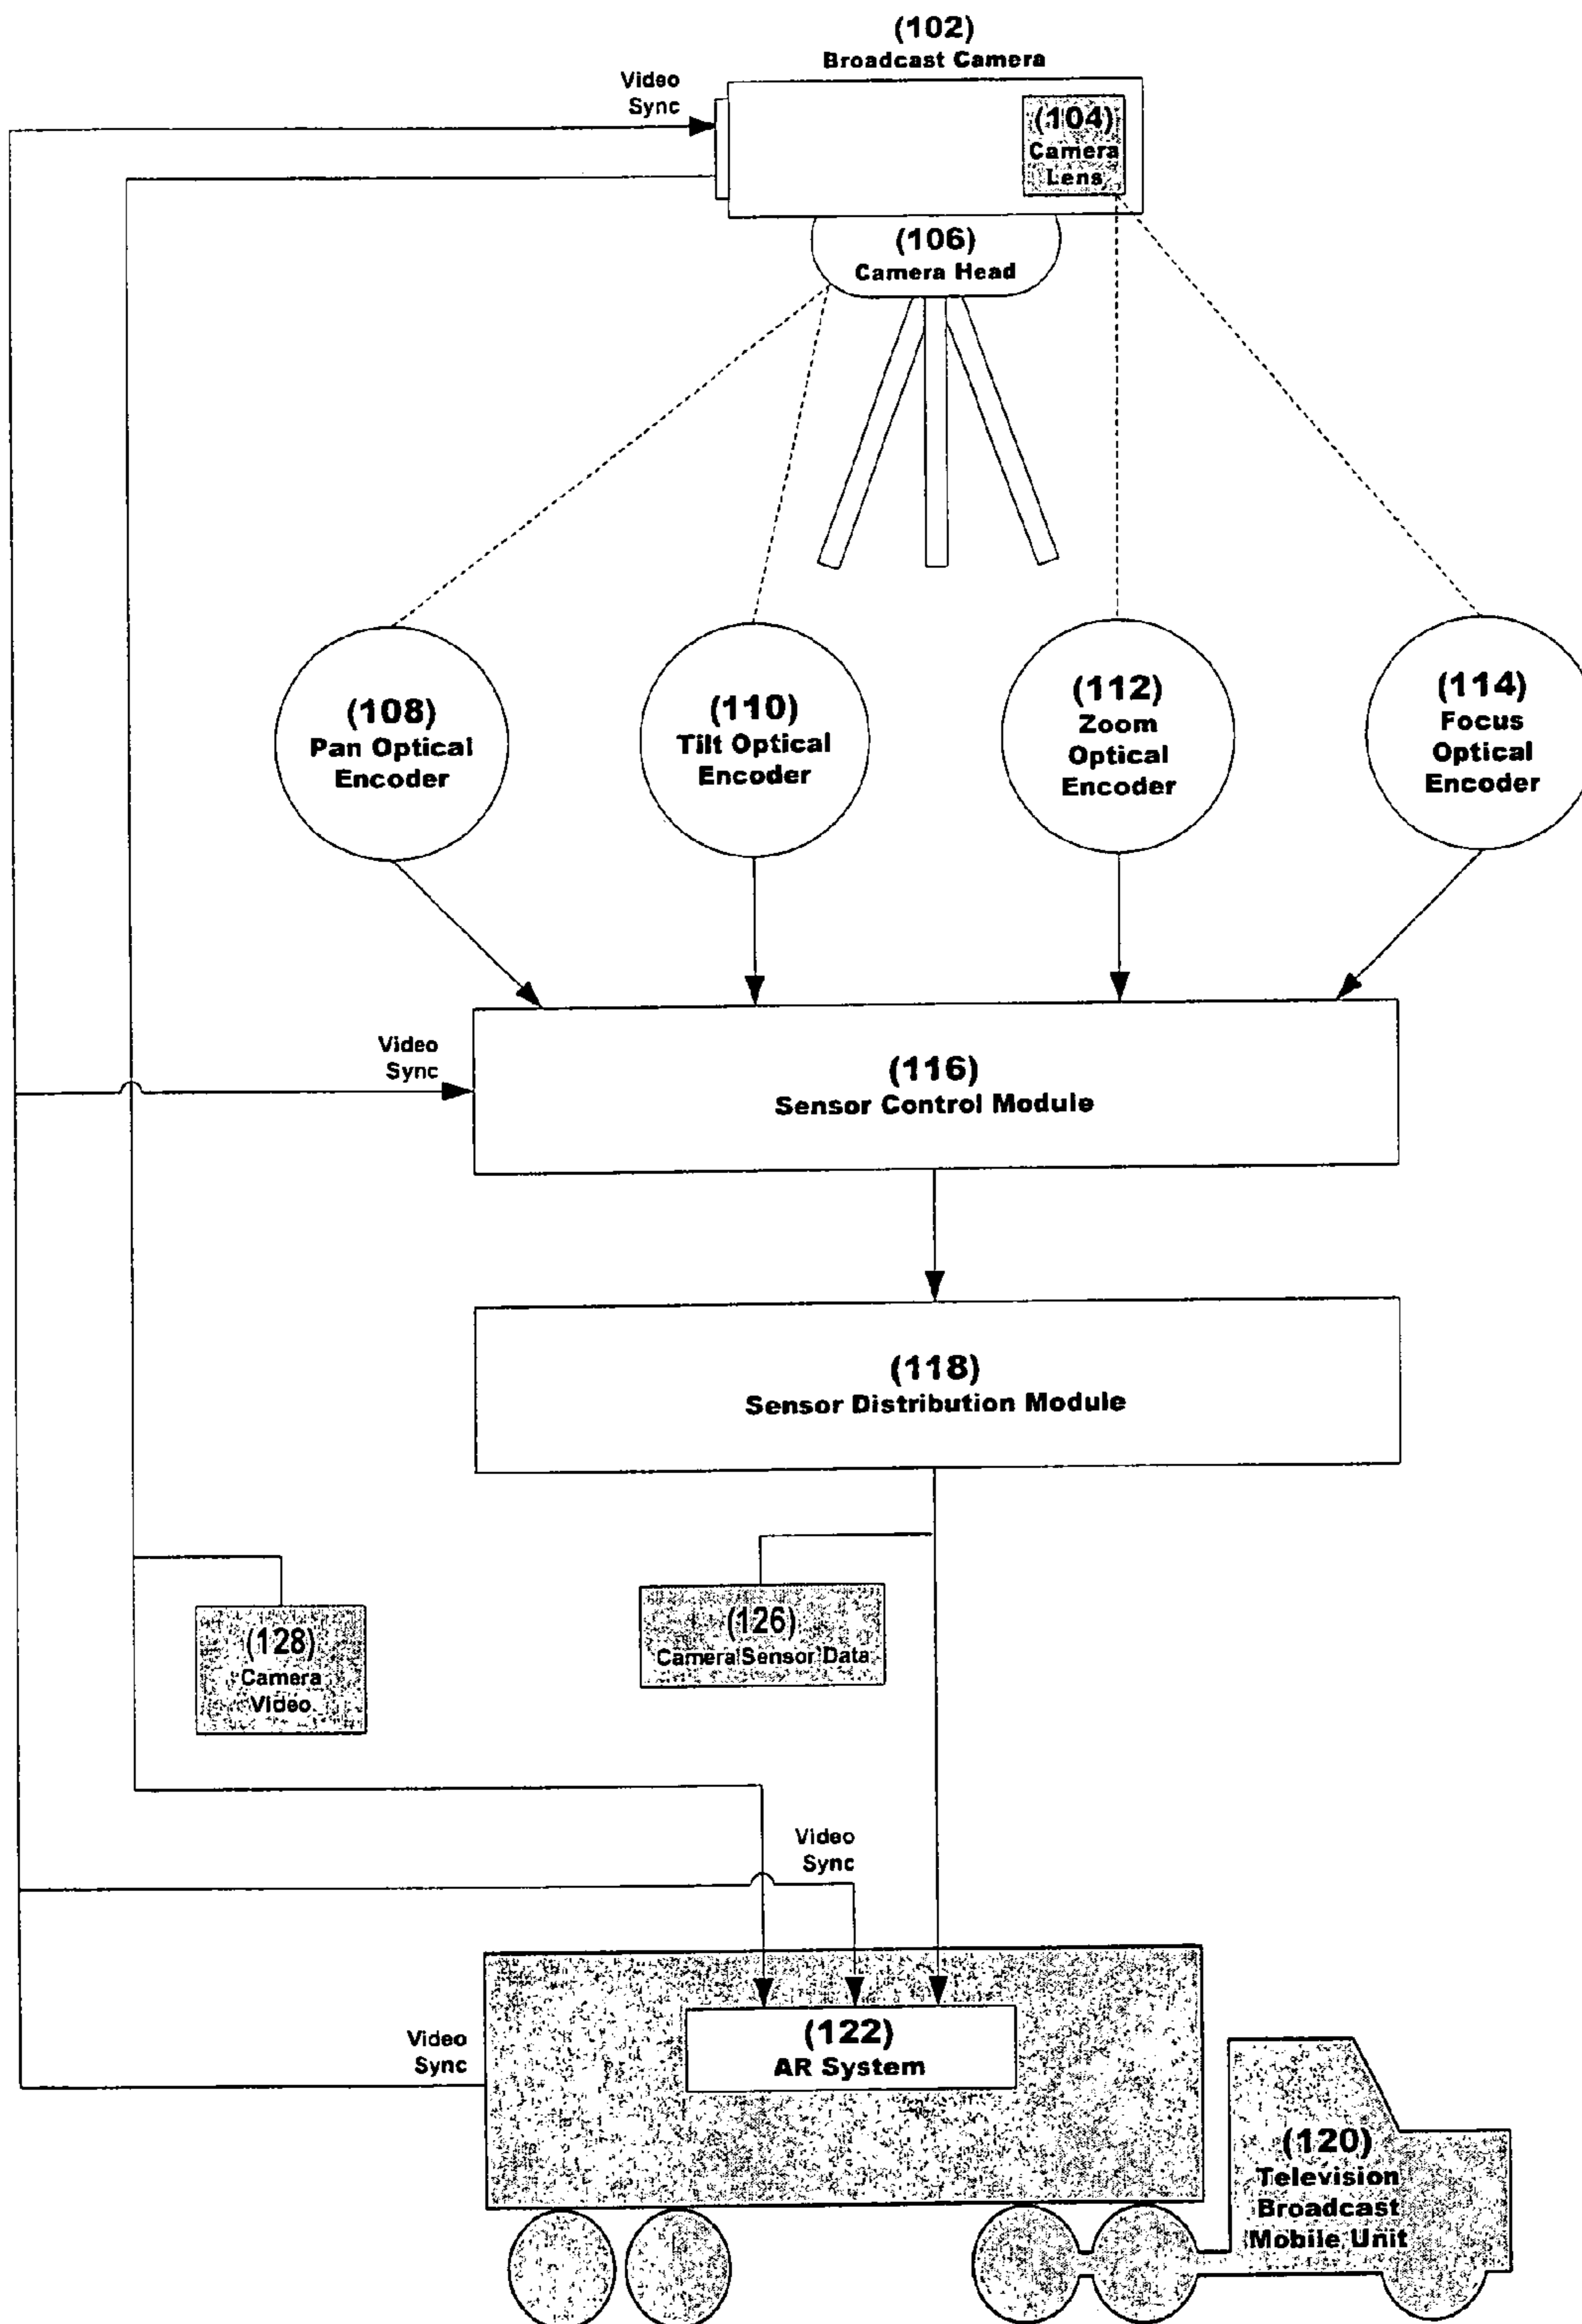 (102)
Broadcast Camera
Video
Sync
(104)
Camera
Lens
(106)
Camera Head
(108)
Pan Optical
Encoder
(110)
Tilt Optical
Encoder
(112)
Zoom
Optical
Encoder
(114)
Focus
Optical
Encoder
Video
Sync
(116)
Sensor Control Module
(118)
Sensor Distribution Module
(128)
Camera
Video
(126)
Camera Sensor Data
Video
Sync
Video
Sync
(122)
AR System
(120)
Television
Broadcast
Mobile Unit